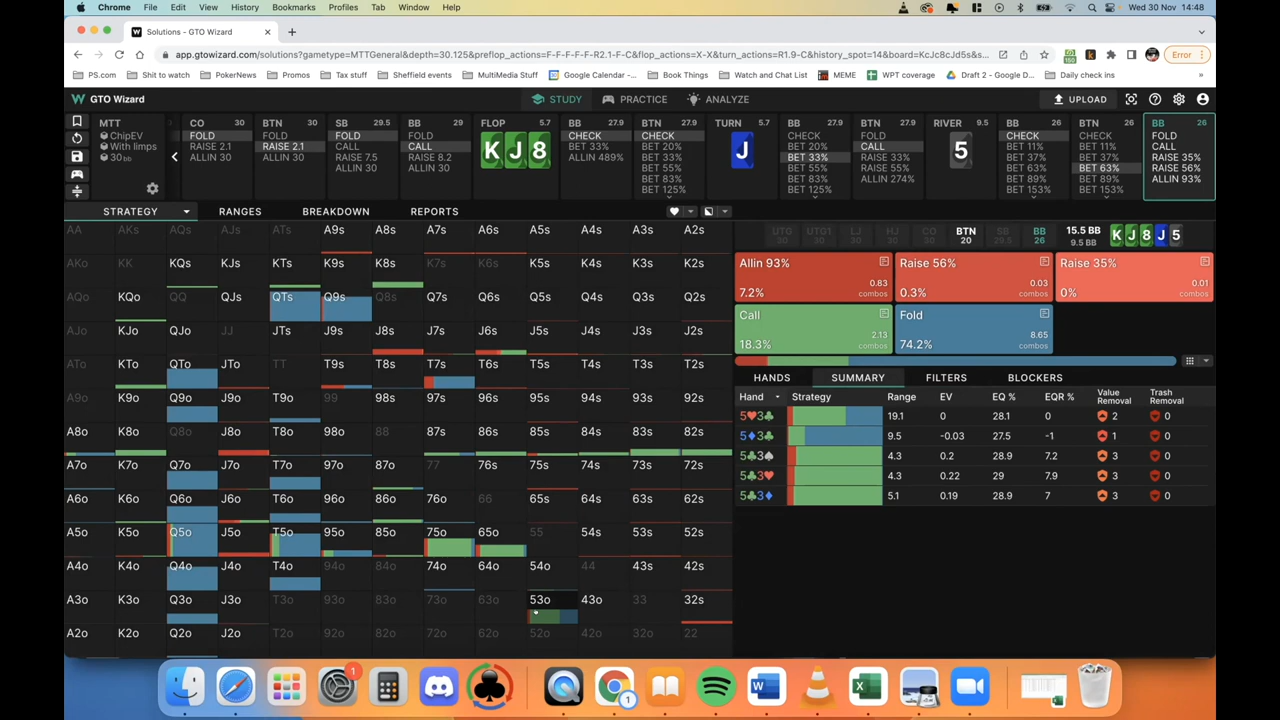 Chrome File Edit View History Bookmarks Profiles Tab Window Help Wed 30 Nov 14:48
Solutions - GTO Wizard
app.gtowizard.com/solutions?gametype=MTTGeneral&depth=30.125&preflop_actions=F-F-F-F-F-R2.1-F-C&flop_actions=X-X&turn_actions=R1.9-C&history_spot=14&board=KcJc8cJd5s&s... Error
PS.com Shit to watch PokerNews Promos Tax stuff Sheffield events MultiMedia Stuff Google Calendar -... Book Things Watch and Chat List MEME WPT coverage Draft 2 - Google D... Daily check ins »
GTO Wizard STUDY PRACTICE ANALYZE UPLOAD
MTT CO 30 BTN 30 SB 29.5 BB 29 FLOP 5.7 BB 27.9 BTN 27.9 TURN 5.7 BB 27.9 BTN 27.9 RIVER 9.5 BB 26 BTN 26 BB 26
ChipEV FOLD FOLD FOLD FOLD CHECK CHECK CHECK FOLD CHECK CHECK FOLD
With limps RAISE 2.1 RAISE 2.1 CALL CALL K J 8 BET 33% BET 20% J BET 20% CALL 5 BET 11% BET 11% CALL
30 bb ALLIN 30 ALLIN 30 RAISE 7.5 RAISE 8.2 ALLIN 489% BET 33% BET 33% RAISE 33% BET 37% BET 37% RAISE 35%
ALLIN 30 ALLIN 30 BET 55% BET 55% RAISE 55% BET 63% BET 63% RAISE 56%
BET 83% BET 83% ALLIN 274% BET 89% BET 89% ALLIN 93%
BET 125% BET 125% BET 153% BET 153%
STRATEGY RANGES BREAKDOWN REPORTS
AA AKs AQs AJs ATs A9s A8s A7s A6s A5s A4s A3s A2s
UTG 30 UTG1 30 LJ 30 HJ 30 CO 30 BTN 20 SB 29.5 BB 26 15.5 BB 9.5 BB K J 8 J 5
AKo KK KQs KJs KTs K9s K8s K7s K6s K5s K4s K3s K2s
Allin 93% 7.2% 0.83 combos Raise 56% 0.3% 0.03 combos Raise 35% 0% 0.01 combos
AQo KQo QQ QJs QTs Q9s Q8s Q7s Q6s Q5s Q4s Q3s Q2s
AJo KJo QJo JJ JTs J9s J8s J7s J6s J5s J4s J3s J2s
Call 18.3% 2.13 combos Fold 74.2% 8.65 combos
ATo KTo QTo JTo TT T9s T8s T7s T6s T5s T4s T3s T2s
HANDS SUMMARY FILTERS BLOCKERS
A9o K9o Q9o J9o T9o 99 98s 97s 96s 95s 94s 93s 92s
Hand Strategy Range EV EQ % EQR % Value Removal Trash Removal
5♥3♣ 19.1 0 28.1 0 2 0
A8o K8o Q8o J8o T8o 98o 88 87s 86s 85s 84s 83s 82s
5♦3♣ 9.5 -0.03 27.5 -1 1 0
5♣3♠ 4.3 0.2 28.9 7.2 3 0
A7o K7o Q7o J7o T7o 97o 87o 77 76s 75s 74s 73s 72s
5♣3♥ 4.3 0.22 29 7.9 3 0
5♣3♦ 5.1 0.19 28.9 7 3 0
A6o K6o Q6o J6o T6o 96o 86o 76o 66 65s 64s 63s 62s
A5o K5o Q5o J5o T5o 95o 85o 75o 65o 55 54s 53s 52s
A4o K4o Q4o J4o T4o 94o 84o 74o 64o 54o 44 43s 42s
A3o K3o Q3o J3o T3o 93o 83o 73o 63o 53o 43o 33 32s
A2o K2o Q2o J2o T2o 92o 82o 72o 62o 52o 42o 32o 22